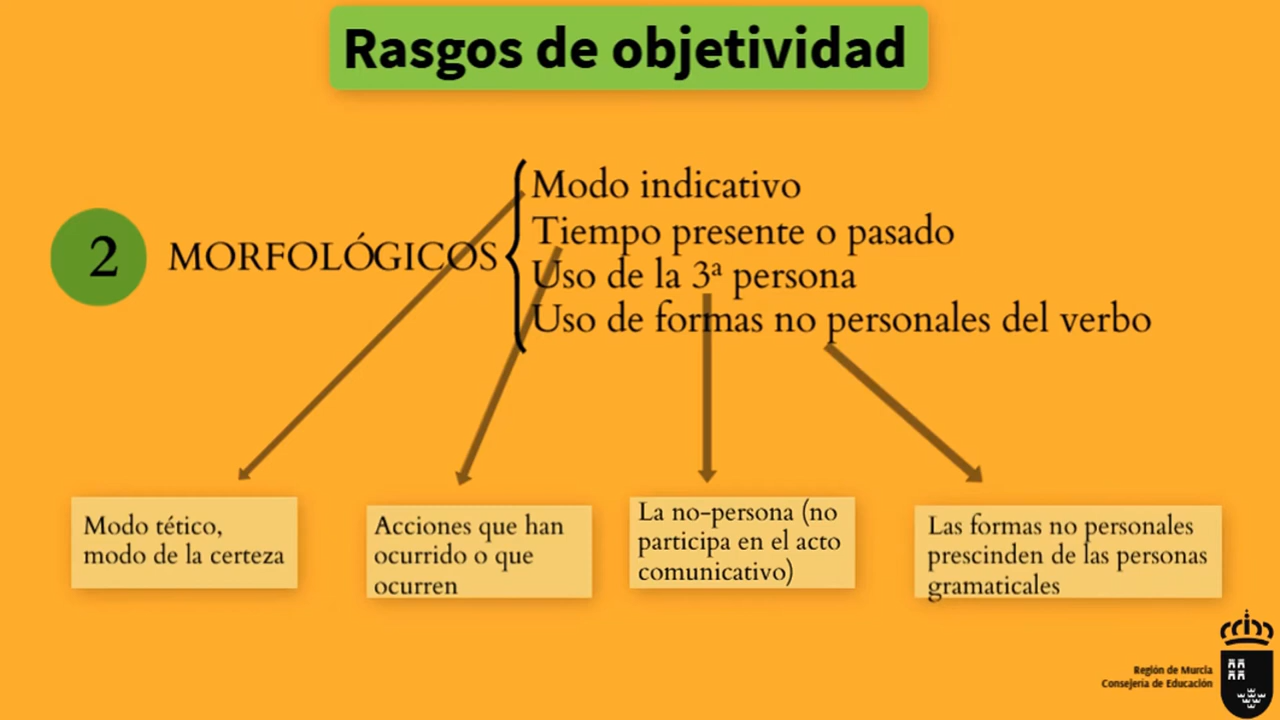 Rasgos de objetividad
2
MORFOLÓGICOS
Modo indicativo
Tiempo presente o pasado
Uso de la 3ª persona
Uso de formas no personales del verbo
Modo tético,
modo de la certeza
Acciones que han
ocurrido o que
ocurren
La no-persona (no
participa en el acto
comunicativo)
Las formas no personales
prescinden de las personas
gramaticales
Región de Murcia
Consejería de Educación